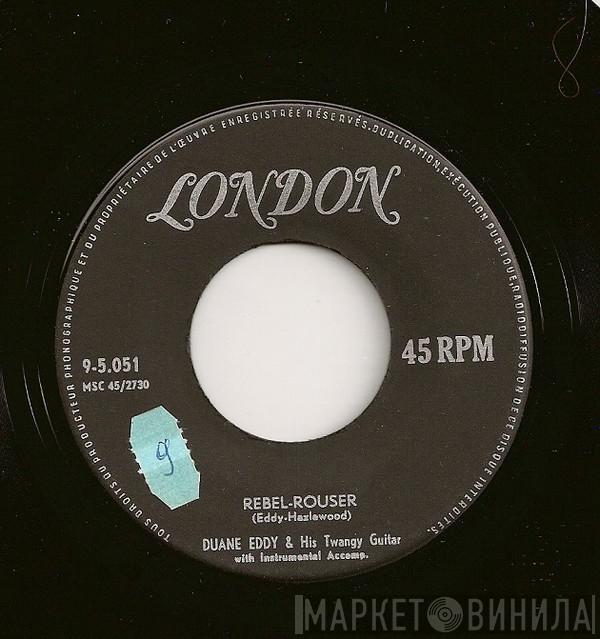 TOUS DROITS DU PRODUCTEUR PHONOGRAPHIQUE ET DU PROPRIÉTAIRE DE L'ŒUVRE ENREGISTRÉE RÉSERVÉS. DUPLICATION, EXÉCUTION PUBLIQUE, RADIODIFFUSION DE CE DISQUE INTERDITES.
LONDON
9-5.051
MSC 45/2730
45 RPM
9
REBEL-ROUSER
(Eddy-Hazlewood)
DUANE EDDY & His Twangy Guitar
with Instrumental Accomp.
МАРКЕТ ВИНИЛА